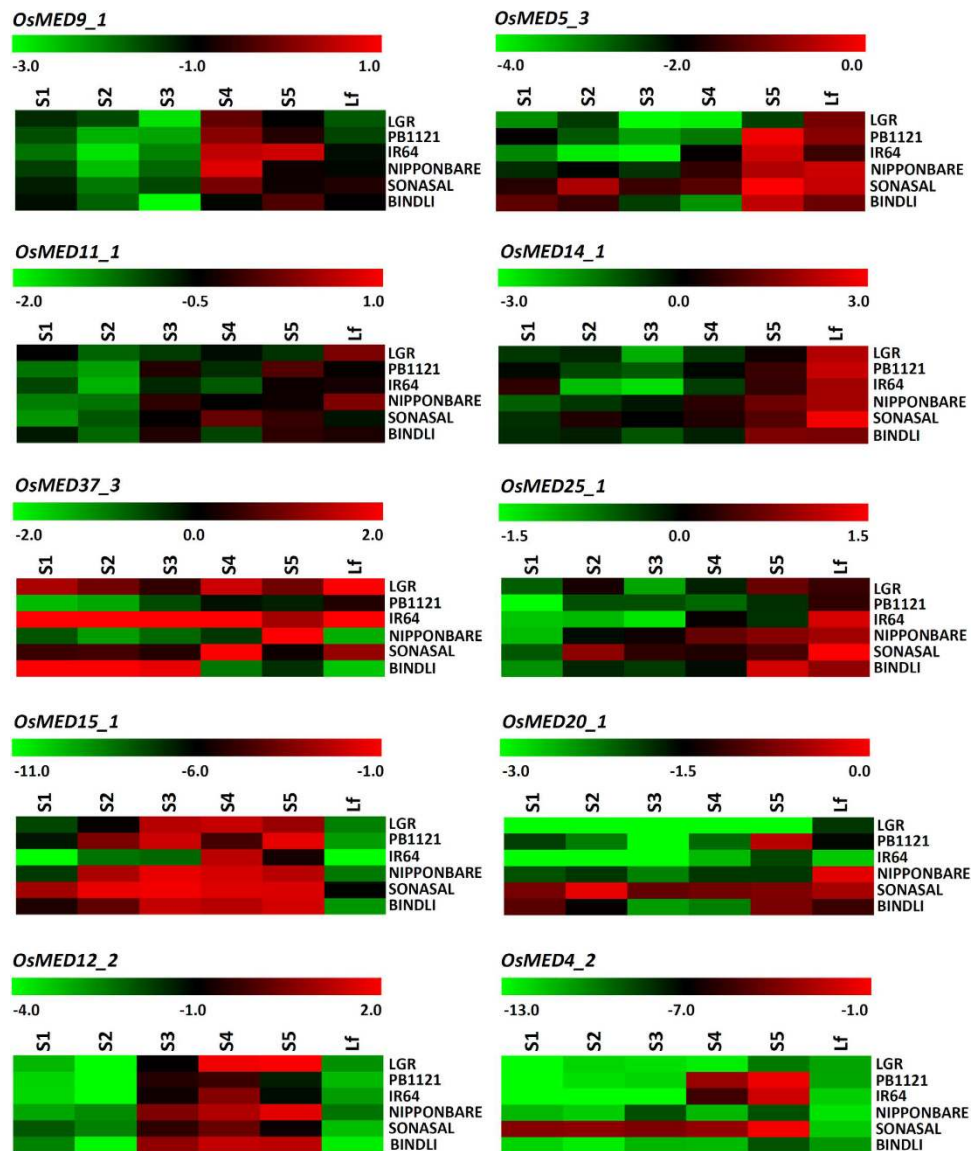 OsMED9_1
-3.0 -1.0 1.0
S1 S2 S3 S4 S5 Lf
LGR
PB1121
IR64
NIPPONBARE
SONASAL
BINDLI
OsMED5_3
-4.0 -2.0 0.0
S1 S2 S3 S4 S5 Lf
LGR
PB1121
IR64
NIPPONBARE
SONASAL
BINDLI
OsMED11_1
-2.0 -0.5 1.0
S1 S2 S3 S4 S5 Lf
LGR
PB1121
IR64
NIPPONBARE
SONASAL
BINDLI
OsMED14_1
-3.0 0.0 3.0
S1 S2 S3 S4 S5 Lf
LGR
PB1121
IR64
NIPPONBARE
SONASAL
BINDLI
OsMED37_3
-2.0 0.0 2.0
S1 S2 S3 S4 S5 Lf
LGR
PB1121
IR64
NIPPONBARE
SONASAL
BINDLI
OsMED25_1
-1.5 0.0 1.5
S1 S2 S3 S4 S5 Lf
LGR
PB1121
IR64
NIPPONBARE
SONASAL
BINDLI
OsMED15_1
-11.0 -6.0 -1.0
S1 S2 S3 S4 S5 Lf
LGR
PB1121
IR64
NIPPONBARE
SONASAL
BINDLI
OsMED20_1
-3.0 -1.5 0.0
S1 S2 S3 S4 S5 Lf
LGR
PB1121
IR64
NIPPONBARE
SONASAL
BINDLI
OsMED12_2
-4.0 -1.0 2.0
S1 S2 S3 S4 S5 Lf
LGR
PB1121
IR64
NIPPONBARE
SONASAL
BINDLI
OsMED4_2
-13.0 -7.0 -1.0
S1 S2 S3 S4 S5 Lf
LGR
PB1121
IR64
NIPPONBARE
SONASAL
BINDLI